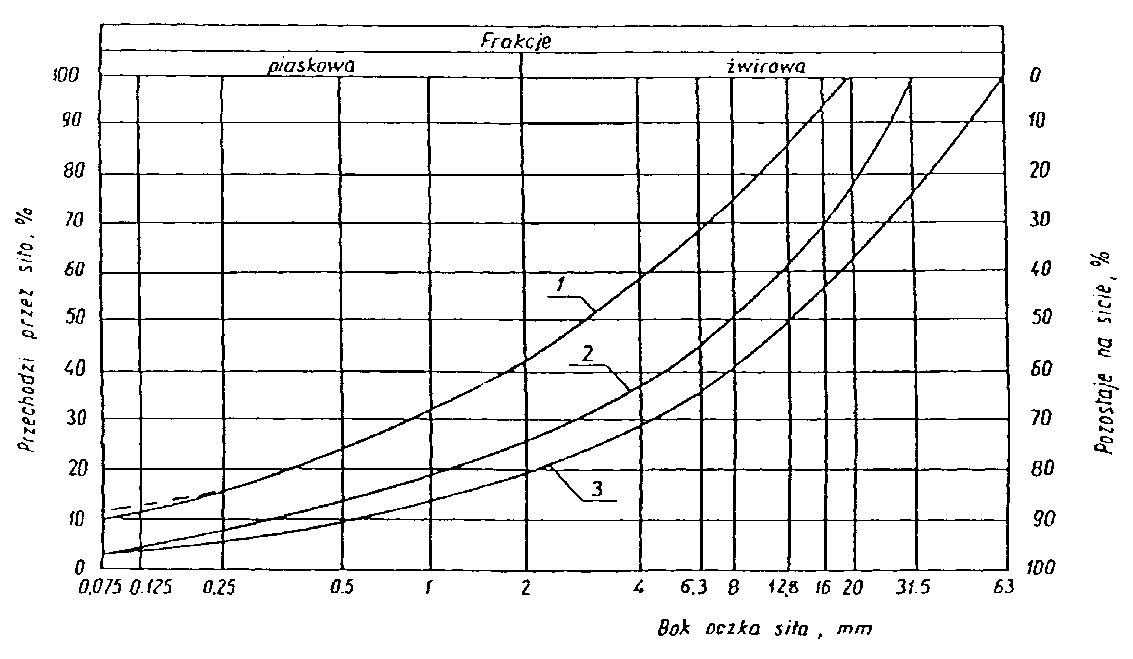 Frakcje
piaskowa żwirowa
Przechodzi przez sito, %
100 0
90 10
80 20
70 30
60 40
50 50
40 60
30 70
20 80
10 90
0 100
1
2
3
0,075 0.125 0,25 0.5 1 2 4 6,3 8 12,8 16 20 31.5 63
Bok oczka sita, mm
Pozostaje na sicie, %